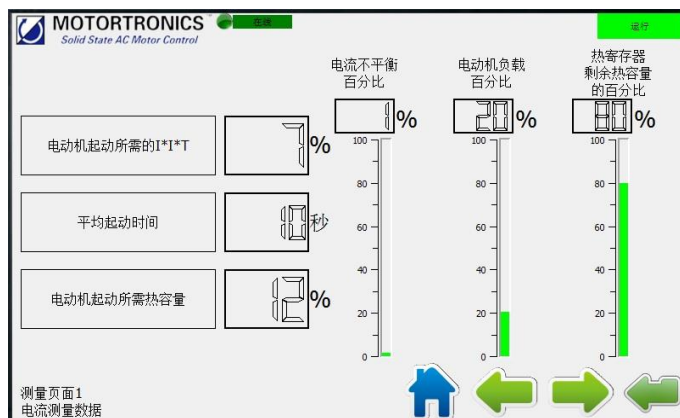 MOTORTRONICS
Solid State AC Motor Control
在线
运行
电流不平衡
百分比
1 %
电动机负载
百分比
20 %
热寄存器
剩余热容量
的百分比
80 %
电动机起动所需的I*I*T
7 %
平均起动时间
10 秒
电动机起动所需热容量
12 %
100
80
60
40
20
0
100
80
60
40
20
0
100
80
60
40
20
0
测量页面1
电流测量数据